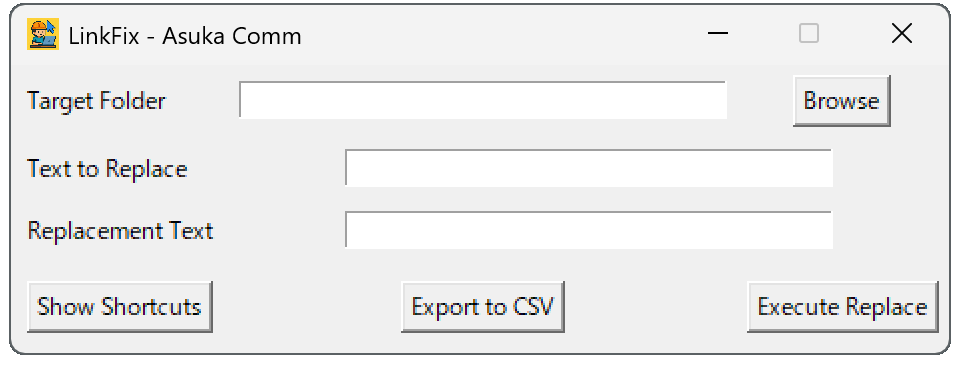 LinkFix - Asuka Comm
Target Folder Browse
Text to Replace
Replacement Text
Show Shortcuts Export to CSV Execute Replace